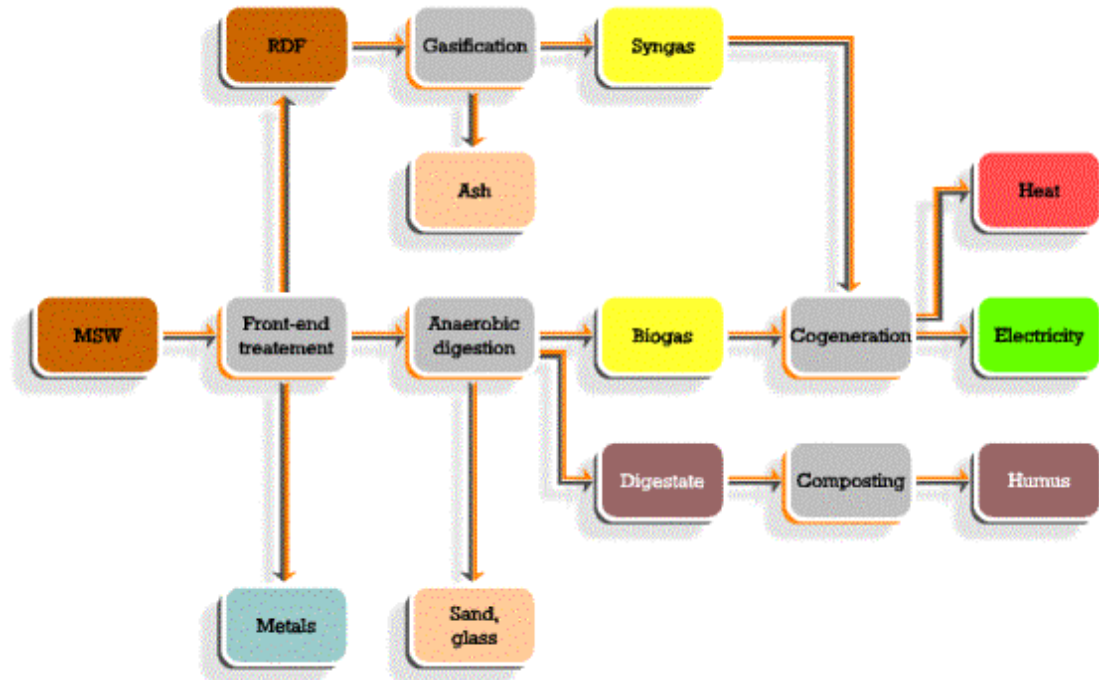 RDF
Gasification
Syngas
Ash
Heat
MSW
Front-end
treatement
Anaerobic
digestion
Biogas
Cogeneration
Electricity
Digestate
Composting
Humus
Metals
Sand,
glass